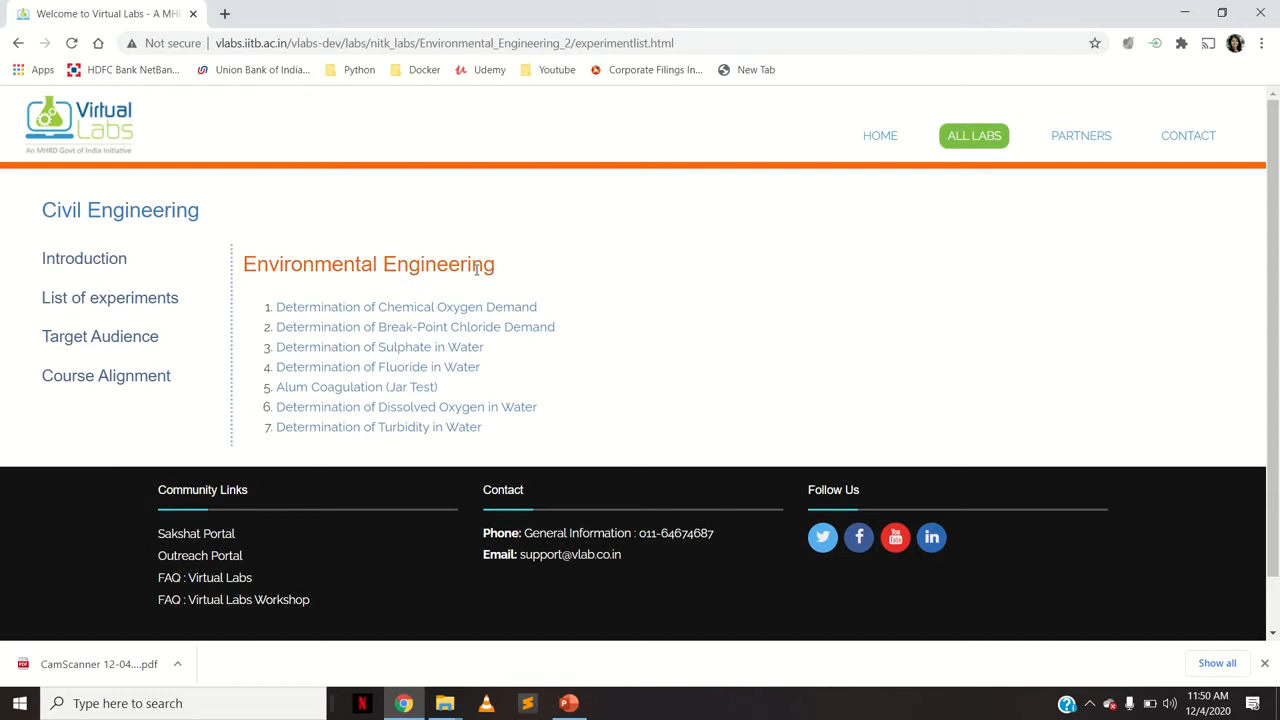 Welcome to Virtual Labs - A MHR
Not secure
vlabs.iitb.ac.in/vlabs-dev/labs/nitk_labs/Environmental_Engineering_2/experimentlist.html
Apps
HDFC Bank NetBan...
Union Bank of India...
Python
Docker
Udemy
Youtube
Corporate Filings In...
New Tab
Virtual
Labs
An MHRD Govt of India Initiative
HOME
ALL LABS
PARTNERS
CONTACT
Civil Engineering
Introduction
List of experiments
Target Audience
Course Alignment
Environmental Engineering
1. Determination of Chemical Oxygen Demand
2. Determination of Break-Point Chloride Demand
3. Determination of Sulphate in Water
4. Determination of Fluoride in Water
5. Alum Coagulation (Jar Test)
6. Determination of Dissolved Oxygen in Water
7. Determination of Turbidity in Water
Community Links
Sakshat Portal
Outreach Portal
FAQ : Virtual Labs
FAQ : Virtual Labs Workshop
Contact
Phone: General Information : 011-64674687
Email: support@vlab.co.in
Follow Us
CamScanner 12-04....pdf
Show all
Type here to search
11:50 AM
12/4/2020